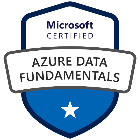 Microsoft
CERTIFIED
AZURE DATA
FUNDAMENTALS